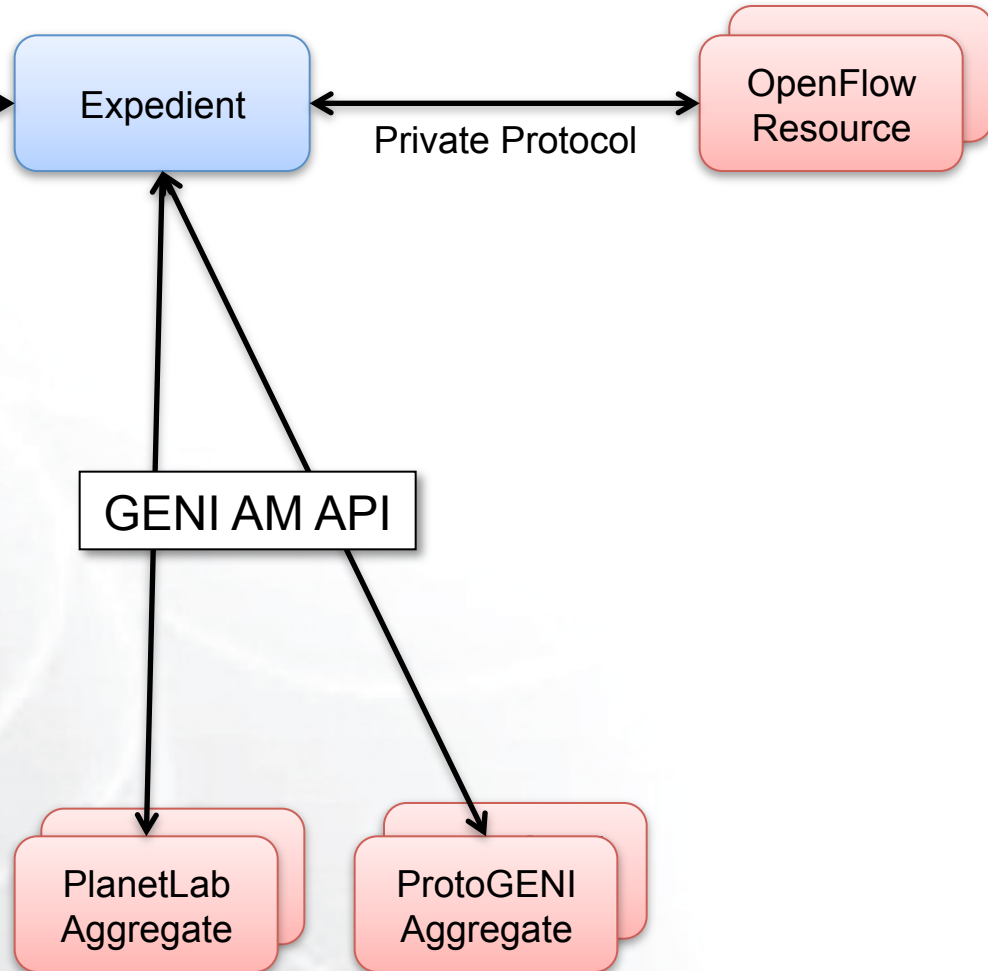 Expedient
Private Protocol
OpenFlow
Resource
GENI AM API
PlanetLab
Aggregate
ProtoGENI
Aggregate